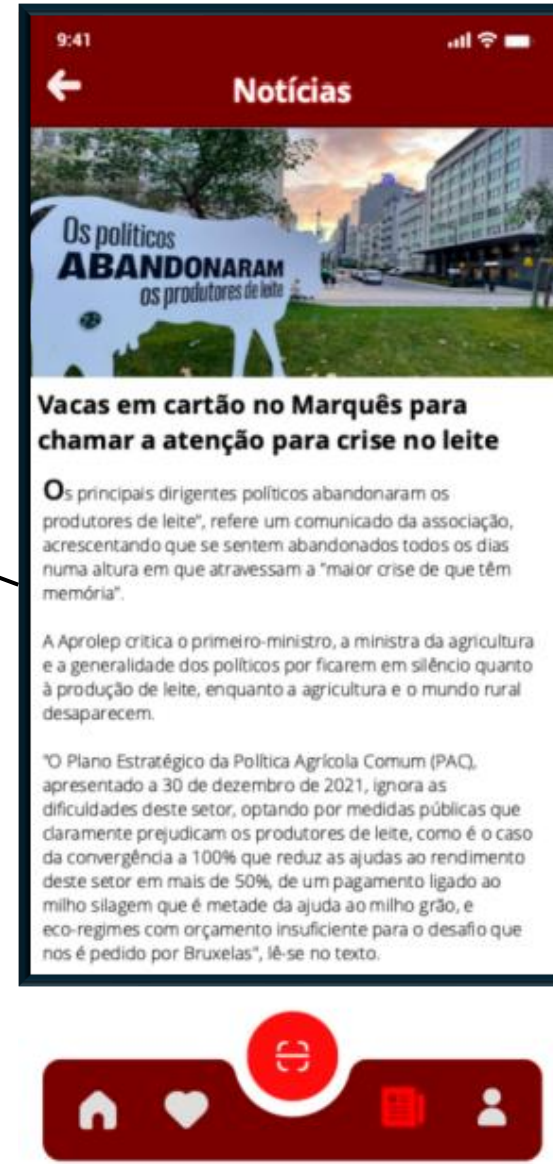 9:41
Notícias
Os políticos
ABANDONARAM
os produtores de leite
Vacas em cartão no Marquês para
chamar a atenção para crise no leite
Os principais dirigentes políticos abandonaram os
produtores de leite", refere um comunicado da associação,
acrescentando que se sentem abandonados todos os dias
numa altura em que atravessam a "maior crise de que têm
memória".
A Aprolep critica o primeiro-ministro, a ministra da agricultura
e a generalidade dos políticos por ficarem em silêncio quanto
à produção de leite, enquanto a agricultura e o mundo rural
desaparecem.
"O Plano Estratégico da Política Agrícola Comum (PAC),
apresentado a 30 de dezembro de 2021, ignora as
dificuldades deste setor, optando por medidas públicas que
claramente prejudicam os produtores de leite, como é o caso
da convergência a 100% que reduz as ajudas ao rendimento
deste setor em mais de 50%, de um pagamento ligado ao
milho silagem que é metade da ajuda ao milho grão, e
eco-regimes com orçamento insuficiente para o desafio que
nos é pedido por Bruxelas", lê-se no texto.